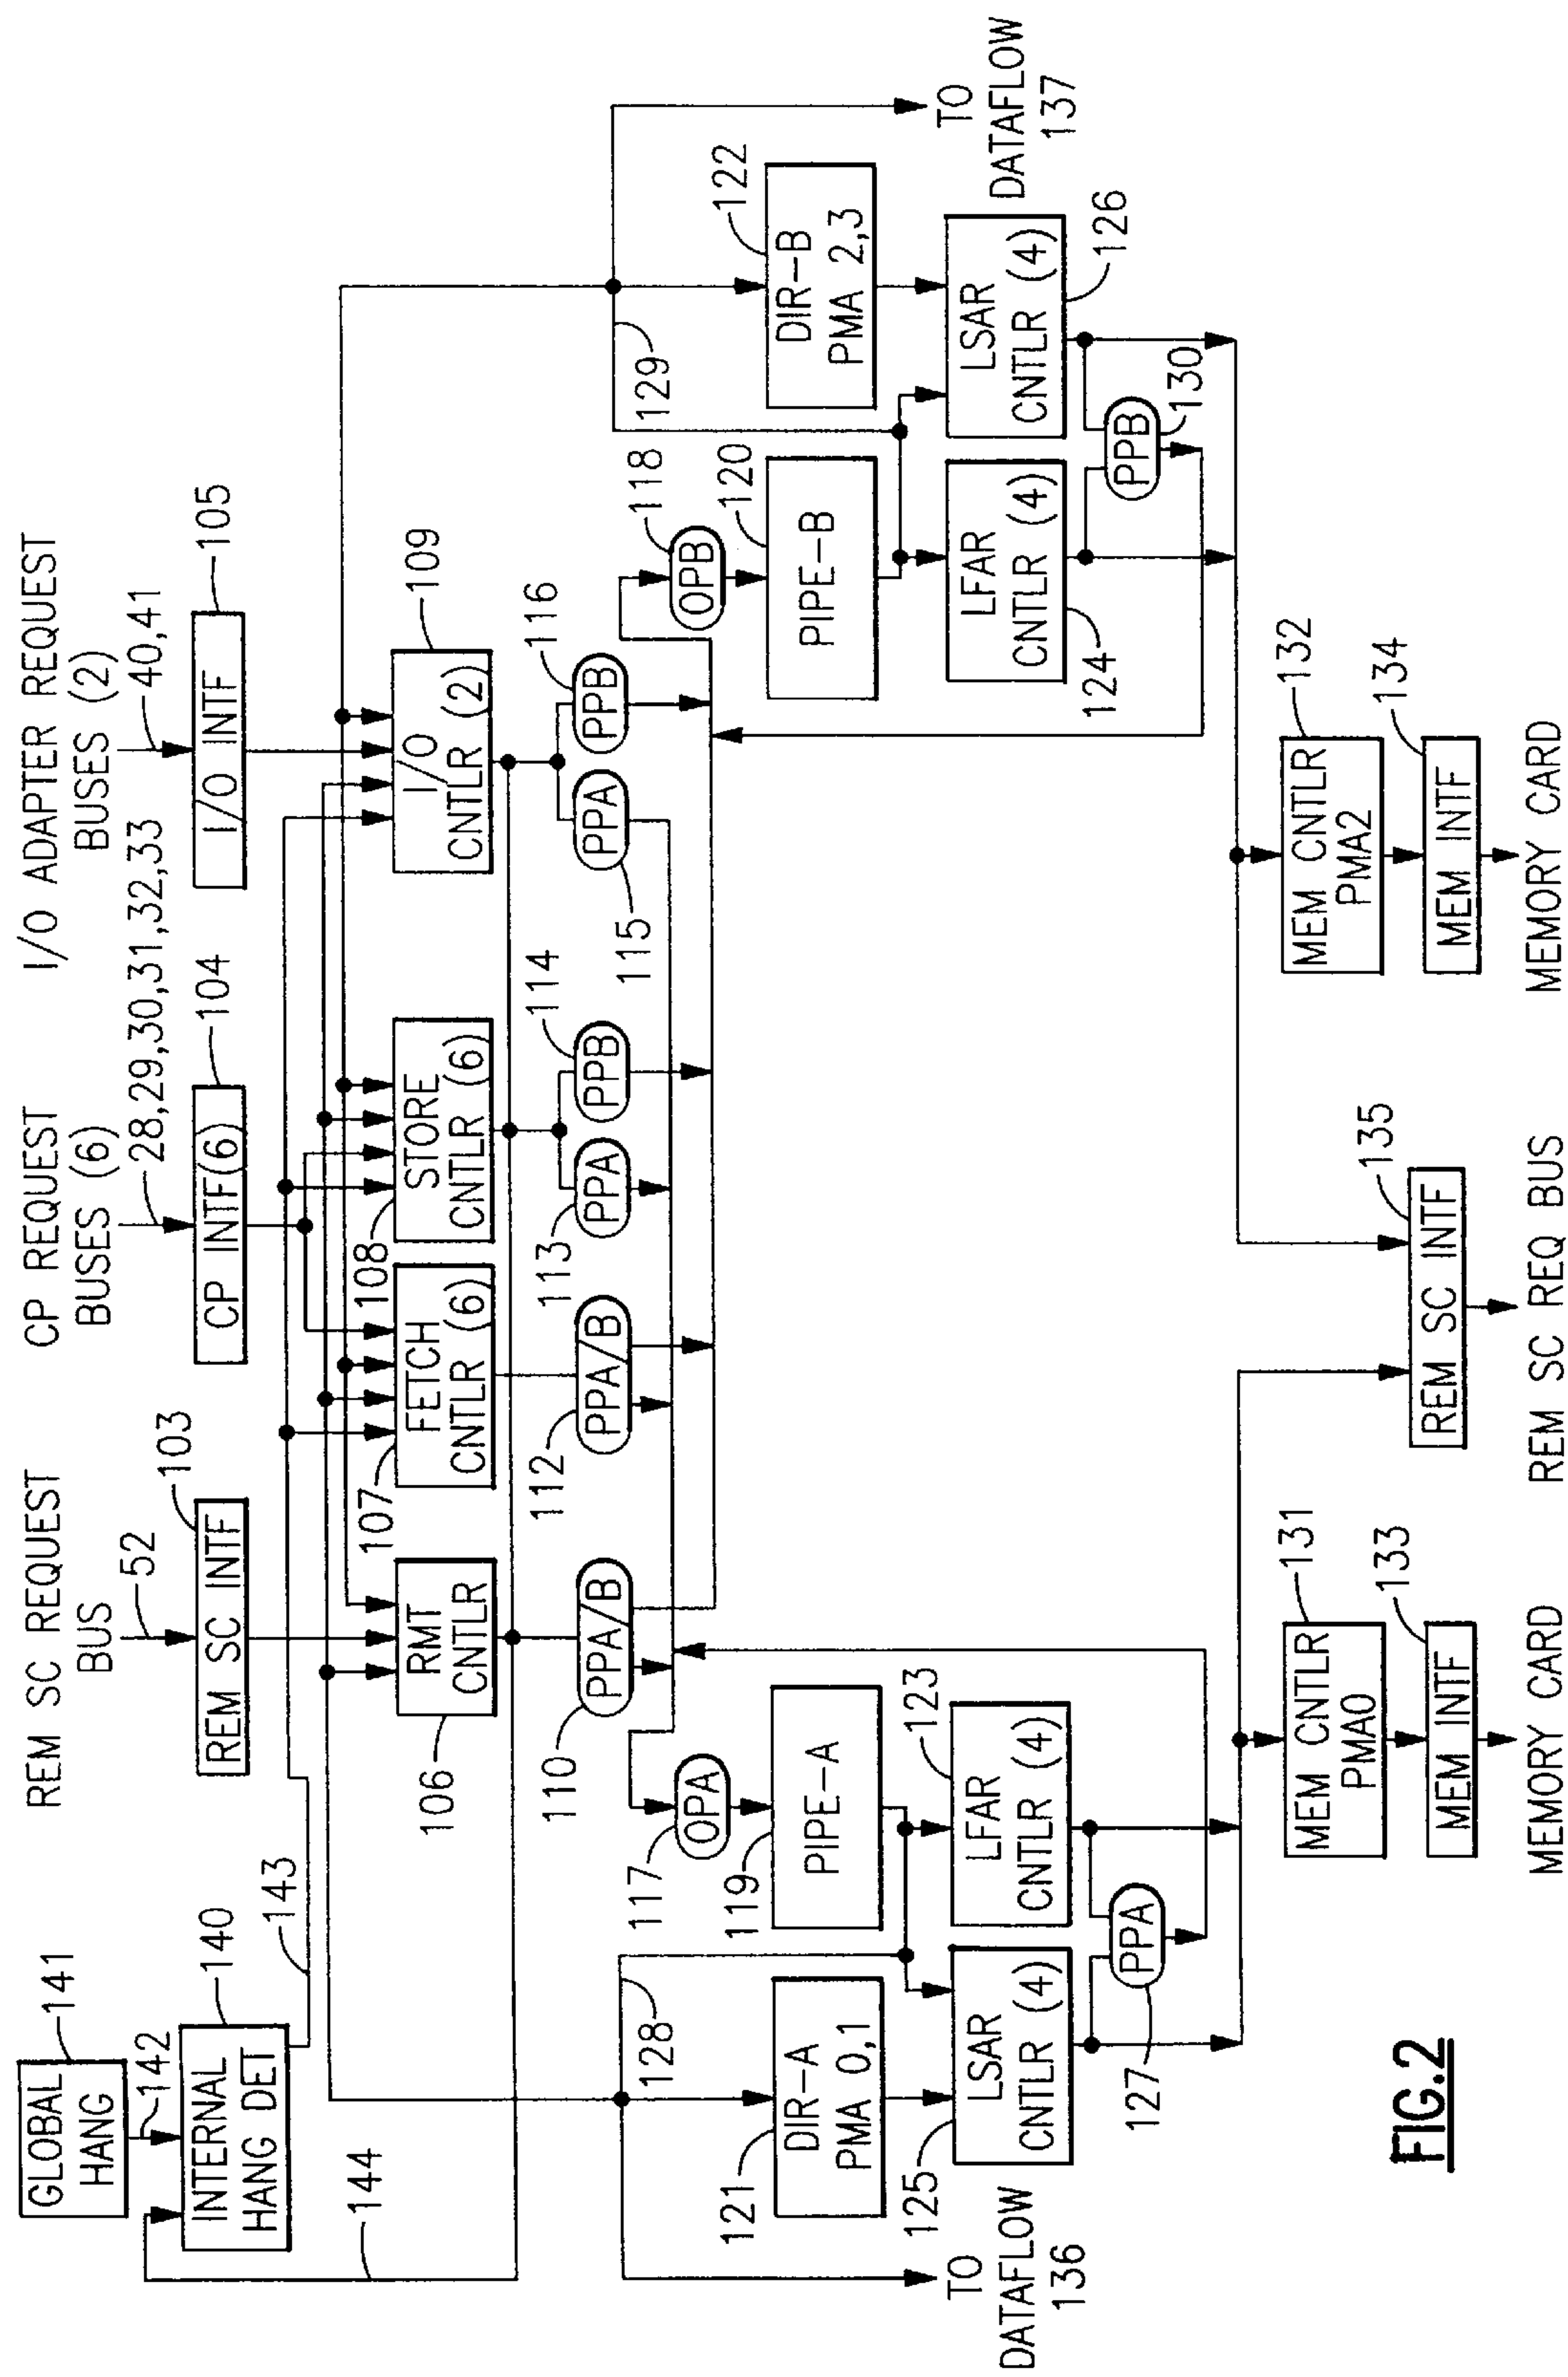 GLOBAL
HANG
141
142
INTERNAL
HANG DET
140
143
144
REM SC REQUEST
BUS
52
REM SC INTF
103
CP REQUEST
BUSES (6)
28,29,30,31,32,33
CP INTF(6)
104
I/O ADAPTER REQUEST
BUSES (2)
40,41
I/O INTF
105
RMT
CNTLR
106
FETCH
CNTLR (6)
107
STORE
CNTLR (6)
108
I/O
CNTLR (2)
109
PPA/B
110
PPA/B
112
PPA
113
PPB
114
PPA
115
PPB
116
OPA
117
OPB
118
128
129
DIR-A
PMA 0,1
121
PIPE-A
119
PIPE-B
120
DIR-B
PMA 2,3
122
LSAR
CNTLR (4)
125
LFAR
CNTLR (4)
123
LFAR
CNTLR (4)
124
LSAR
CNTLR (4)
126
TO
DATAFLOW
136
TO
DATAFLOW
137
PPA
127
PPB
130
MEM CNTLR
PMA0
131
MEM INTF
133
MEMORY CARD
REM SC INTF
135
REM SC REQ BUS
MEM CNTLR
PMA2
132
MEM INTF
134
MEMORY CARD
FIG.2